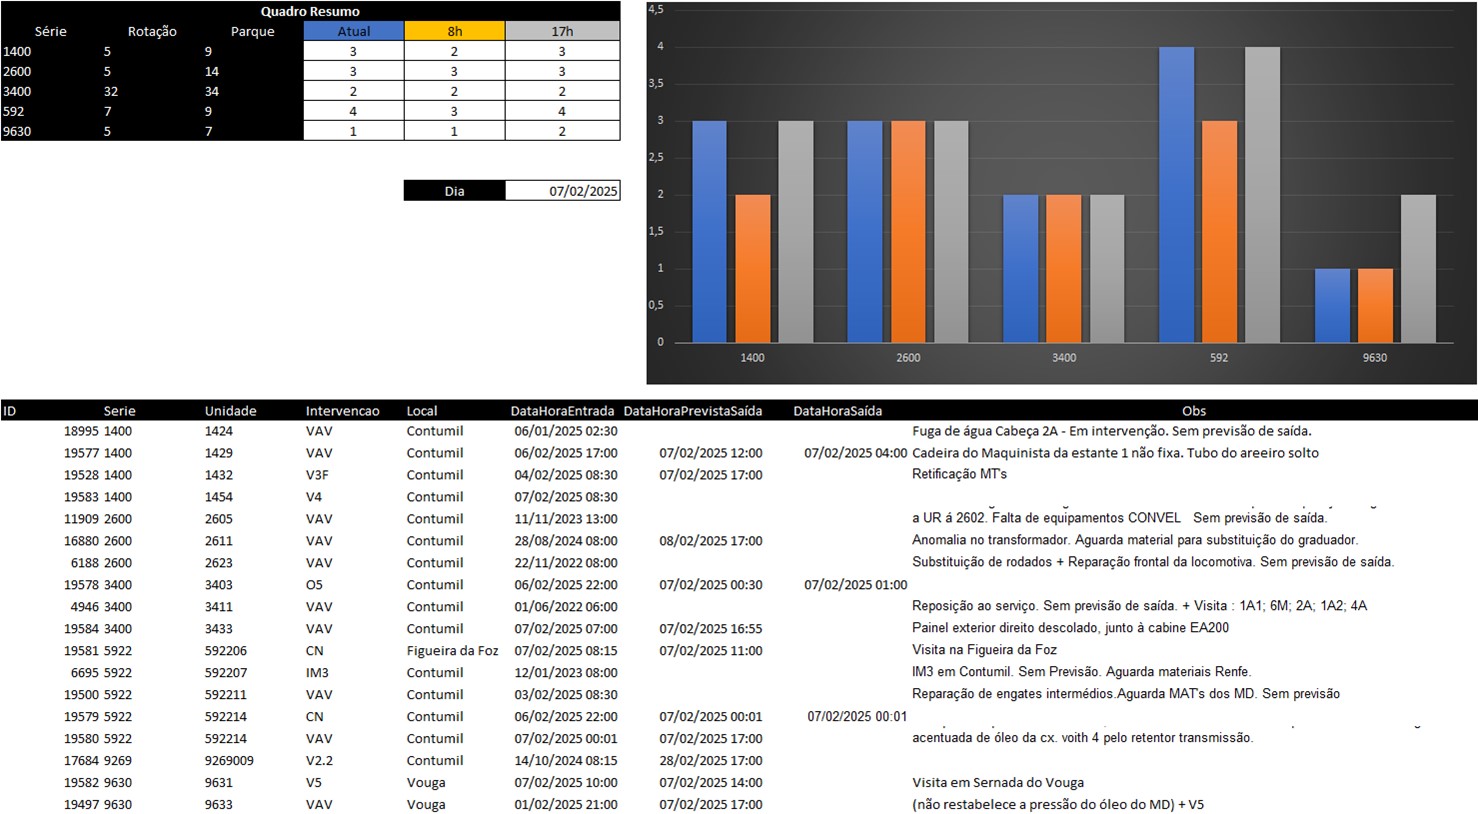 Quadro Resumo
Série Rotação Parque Atual 8h 17h
1400 5 9 3 2 3
2600 5 14 3 3 3
3400 32 34 2 2 2
592 7 9 4 3 4
9630 5 7 1 1 2
Dia 07/02/2025
4,5
4
3,5
3
2,5
2
1,5
1
0,5
0
1400 2600 3400 592 9630
ID Serie Unidade Intervencao Local DataHoraEntrada DataHoraPrevistaSaída DataHoraSaída Obs
18995 1400 1424 VAV Contumil 06/01/2025 02:30 Fuga de água Cabeça 2A - Em intervenção. Sem previsão de saída.
19577 1400 1429 VAV Contumil 06/02/2025 17:00 07/02/2025 12:00 07/02/2025 04:00 Cadeira do Maquinista da estante 1 não fixa. Tubo do areeiro solto
19528 1400 1432 V3F Contumil 04/02/2025 08:30 07/02/2025 17:00 Retificação MT's
19583 1400 1454 V4 Contumil 07/02/2025 08:30
11909 2600 2605 VAV Contumil 11/11/2023 13:00 a UR á 2602. Falta de equipamentos CONVEL Sem previsão de saída.
16880 2600 2611 VAV Contumil 28/08/2024 08:00 08/02/2025 17:00 Anomalia no transformador. Aguarda material para substituição do graduador.
6188 2600 2623 VAV Contumil 22/11/2022 08:00 Substituição de rodados + Reparação frontal da locomotiva. Sem previsão de saída.
19578 3400 3403 O5 Contumil 06/02/2025 22:00 07/02/2025 00:30 07/02/2025 01:00
4946 3400 3411 VAV Contumil 01/06/2022 06:00 Reposição ao serviço. Sem previsão de saída. + Visita : 1A1; 6M; 2A; 1A2; 4A
19584 3400 3433 VAV Contumil 07/02/2025 07:00 07/02/2025 16:55 Painel exterior direito descolado, junto à cabine EA200
19581 5922 592206 CN Figueira da Foz 07/02/2025 08:15 07/02/2025 11:00 Visita na Figueira da Foz
6695 5922 592207 IM3 Contumil 12/01/2023 08:00 IM3 em Contumil. Sem Previsão. Aguarda materiais Renfe.
19500 5922 592211 VAV Contumil 03/02/2025 08:30 Reparação de engates intermédios.Aguarda MAT's dos MD. Sem previsão
19579 5922 592214 CN Contumil 06/02/2025 22:00 07/02/2025 00:01 07/02/2025 00:01
19580 5922 592214 VAV Contumil 07/02/2025 00:01 07/02/2025 17:00 acentuada de óleo da cx. voith 4 pelo retentor transmissão.
17684 9269 9269009 V2.2 Contumil 14/10/2024 08:15 28/02/2025 17:00
19582 9630 9631 V5 Vouga 07/02/2025 10:00 07/02/2025 14:00 Visita em Sernada do Vouga
19497 9630 9633 VAV Vouga 01/02/2025 21:00 07/02/2025 17:00 (não restabelece a pressão do óleo do MD) + V5